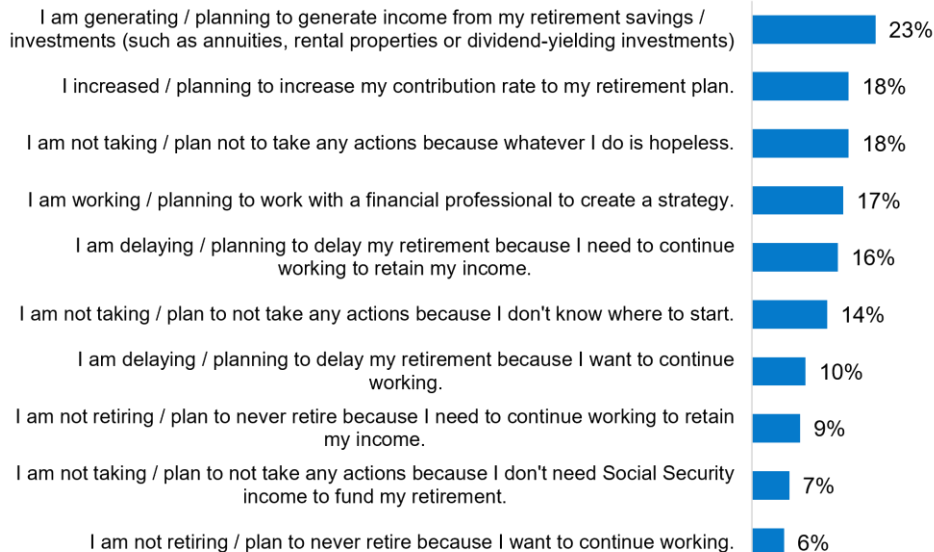 I am generating / planning to generate income from my retirement savings /
investments (such as annuities, rental properties or dividend-yielding investments)
23%
I increased / planning to increase my contribution rate to my retirement plan.
18%
I am not taking / plan not to take any actions because whatever I do is hopeless.
18%
I am working / planning to work with a financial professional to create a strategy.
17%
I am delaying / planning to delay my retirement because I need to continue
working to retain my income.
16%
I am not taking / plan to not take any actions because I don't know where to start.
14%
I am delaying / planning to delay my retirement because I want to continue
working.
10%
I am not retiring / plan to never retire because I need to continue working to retain
my income.
9%
I am not taking / plan to not take any actions because I don't need Social Security
income to fund my retirement.
7%
I am not retiring / plan to never retire because I want to continue working.
6%